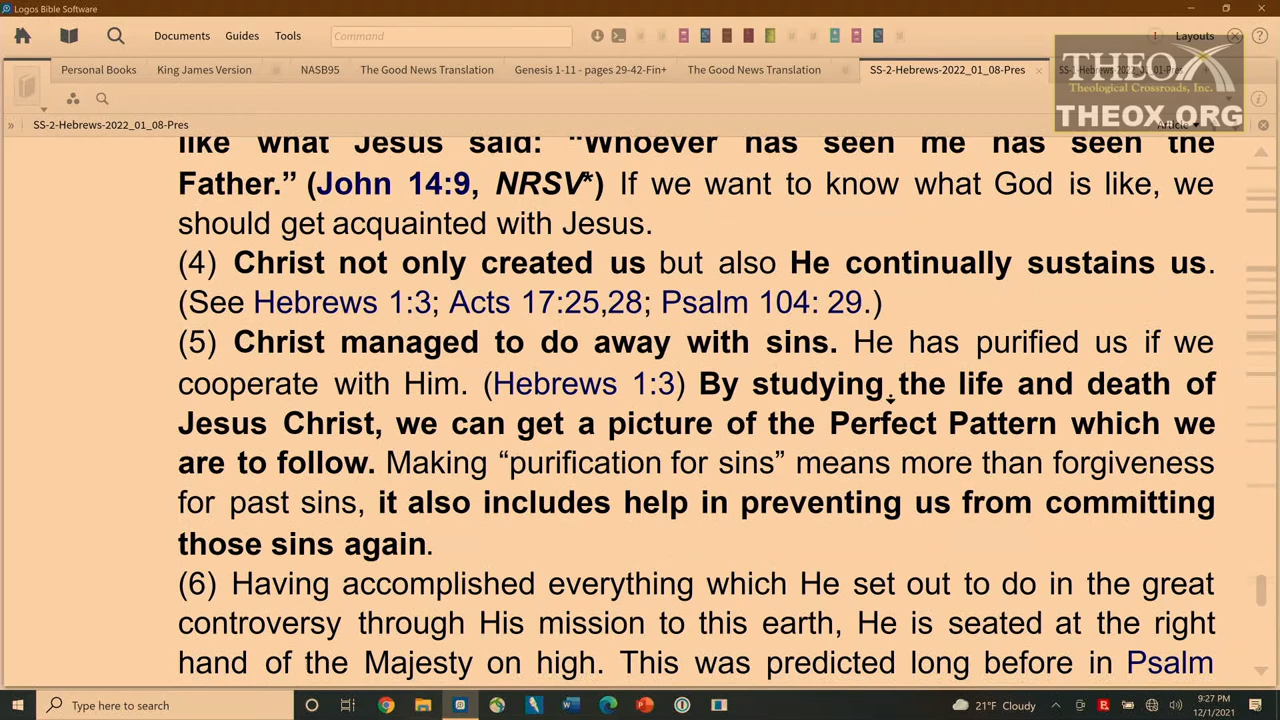 Logos Bible Software
Documents Guides Tools Command Layouts
Personal Books King James Version NASB95 The Good News Translation Genesis 1-11 - pages 29-42-Fin+ The Good News Translation SS-2-Hebrews-2022_01_08-Pres
THEOX
Theological Crossroads, Inc.
THEOX.ORG
SS-2-Hebrews-2022_01_08-Pres Article
like what Jesus said: “Whoever has seen me has seen the
Father.” (John 14:9, NRSV*) If we want to know what God is like, we
should get acquainted with Jesus.
(4) Christ not only created us but also He continually sustains us.
(See Hebrews 1:3; Acts 17:25,28; Psalm 104: 29.)
(5) Christ managed to do away with sins. He has purified us if we
cooperate with Him. (Hebrews 1:3) By studying the life and death of
Jesus Christ, we can get a picture of the Perfect Pattern which we
are to follow. Making “purification for sins” means more than forgiveness
for past sins, it also includes help in preventing us from committing
those sins again.
(6) Having accomplished everything which He set out to do in the great
controversy through His mission to this earth, He is seated at the right
hand of the Majesty on high. This was predicted long before in Psalm
Type here to search 21°F Cloudy 9:27 PM
12/1/2021